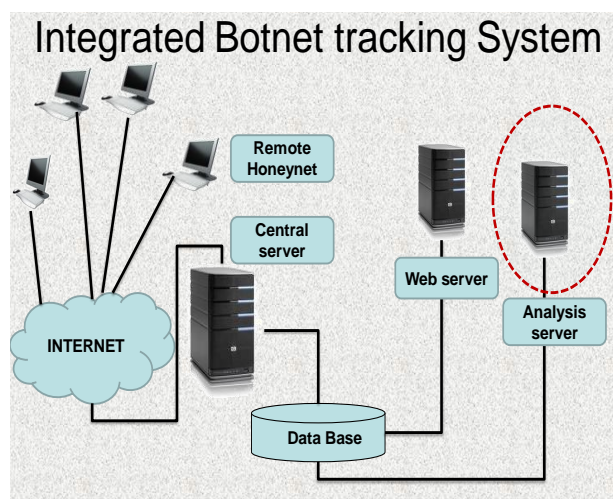 Integrated Botnet tracking System
Remote
Honeynet
Central
server
Web server
Analysis
server
INTERNET
Data Base